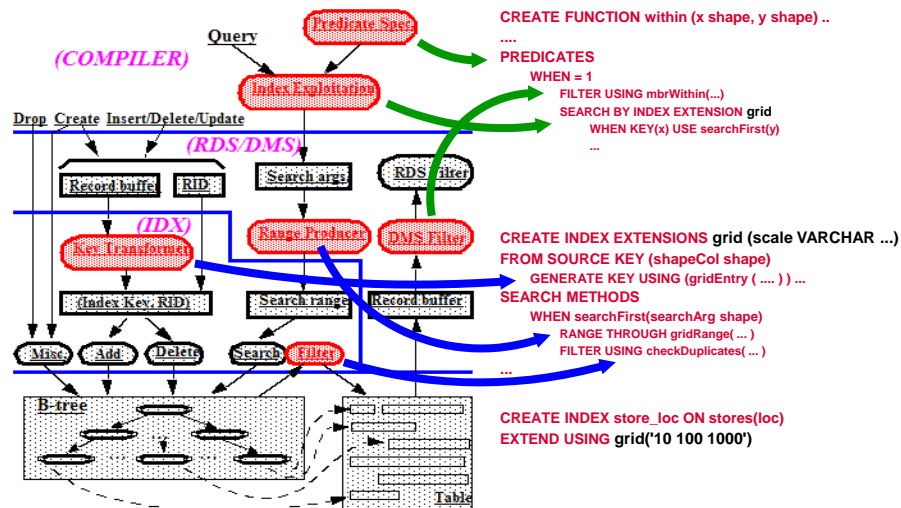 Query
Predicate Spec
(COMPILER)
Index Exploitation
Drop Create Insert/Delete/Update
(RDS/DMS)
Record buffer
RID
Search args.
RDS Filter
(IDX)
Key Transformer
Range Producer
DMS Filter
(Index Key, RID)
Search range
Record buffer
Misc.
Add
Delete
Search
Filter
B-tree
...
...
...
Table
CREATE FUNCTION within (x shape, y shape) ..
....
PREDICATES
WHEN = 1
FILTER USING mbrWithin(...)
SEARCH BY INDEX EXTENSION grid
WHEN KEY(x) USE searchFirst(y)
...
CREATE INDEX EXTENSIONS grid (scale VARCHAR ...)
FROM SOURCE KEY (shapeCol shape)
GENERATE KEY USING (gridEntry ( .... ) ) ...
SEARCH METHODS
WHEN searchFirst(searchArg shape)
RANGE THROUGH gridRange( ... )
FILTER USING checkDuplicates( ... )
...
CREATE INDEX store_loc ON stores(loc)
EXTEND USING grid('10 100 1000')